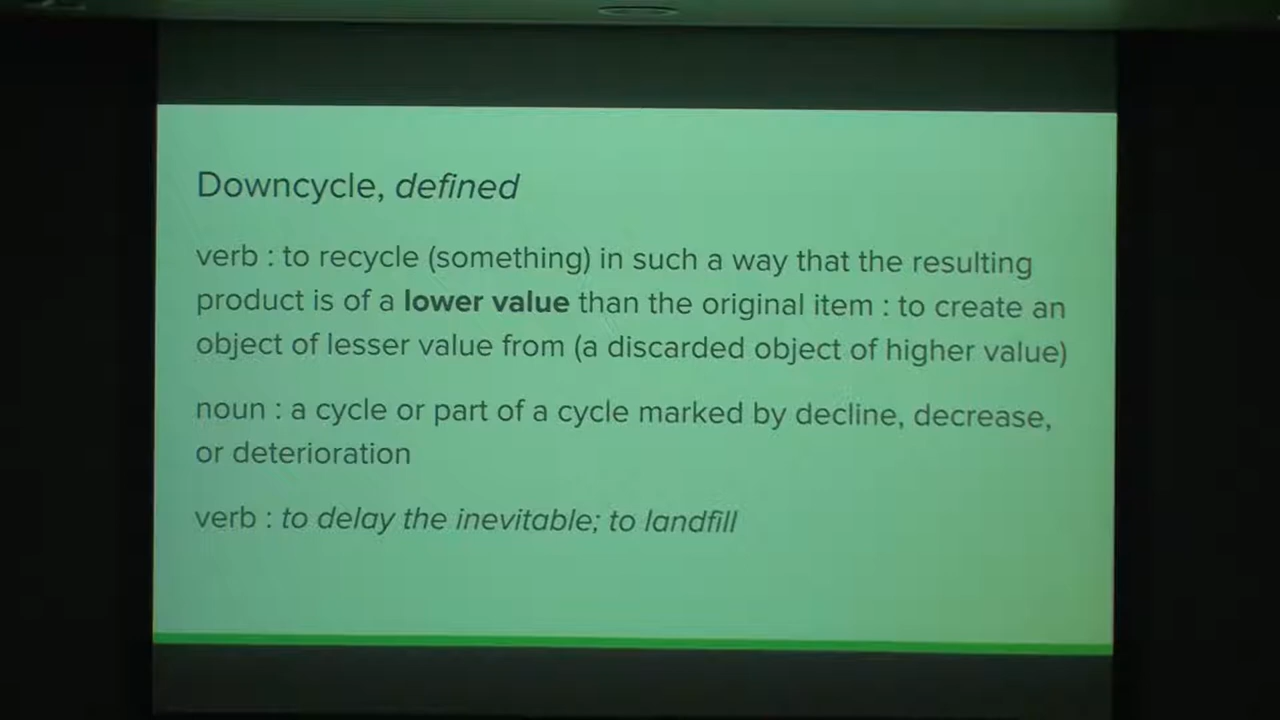 Downcycle, defined
verb : to recycle (something) in such a way that the resulting
product is of a lower value than the original item : to create an
object of lesser value from (a discarded object of higher value)
noun : a cycle or part of a cycle marked by decline, decrease,
or deterioration
verb : to delay the inevitable; to landfill